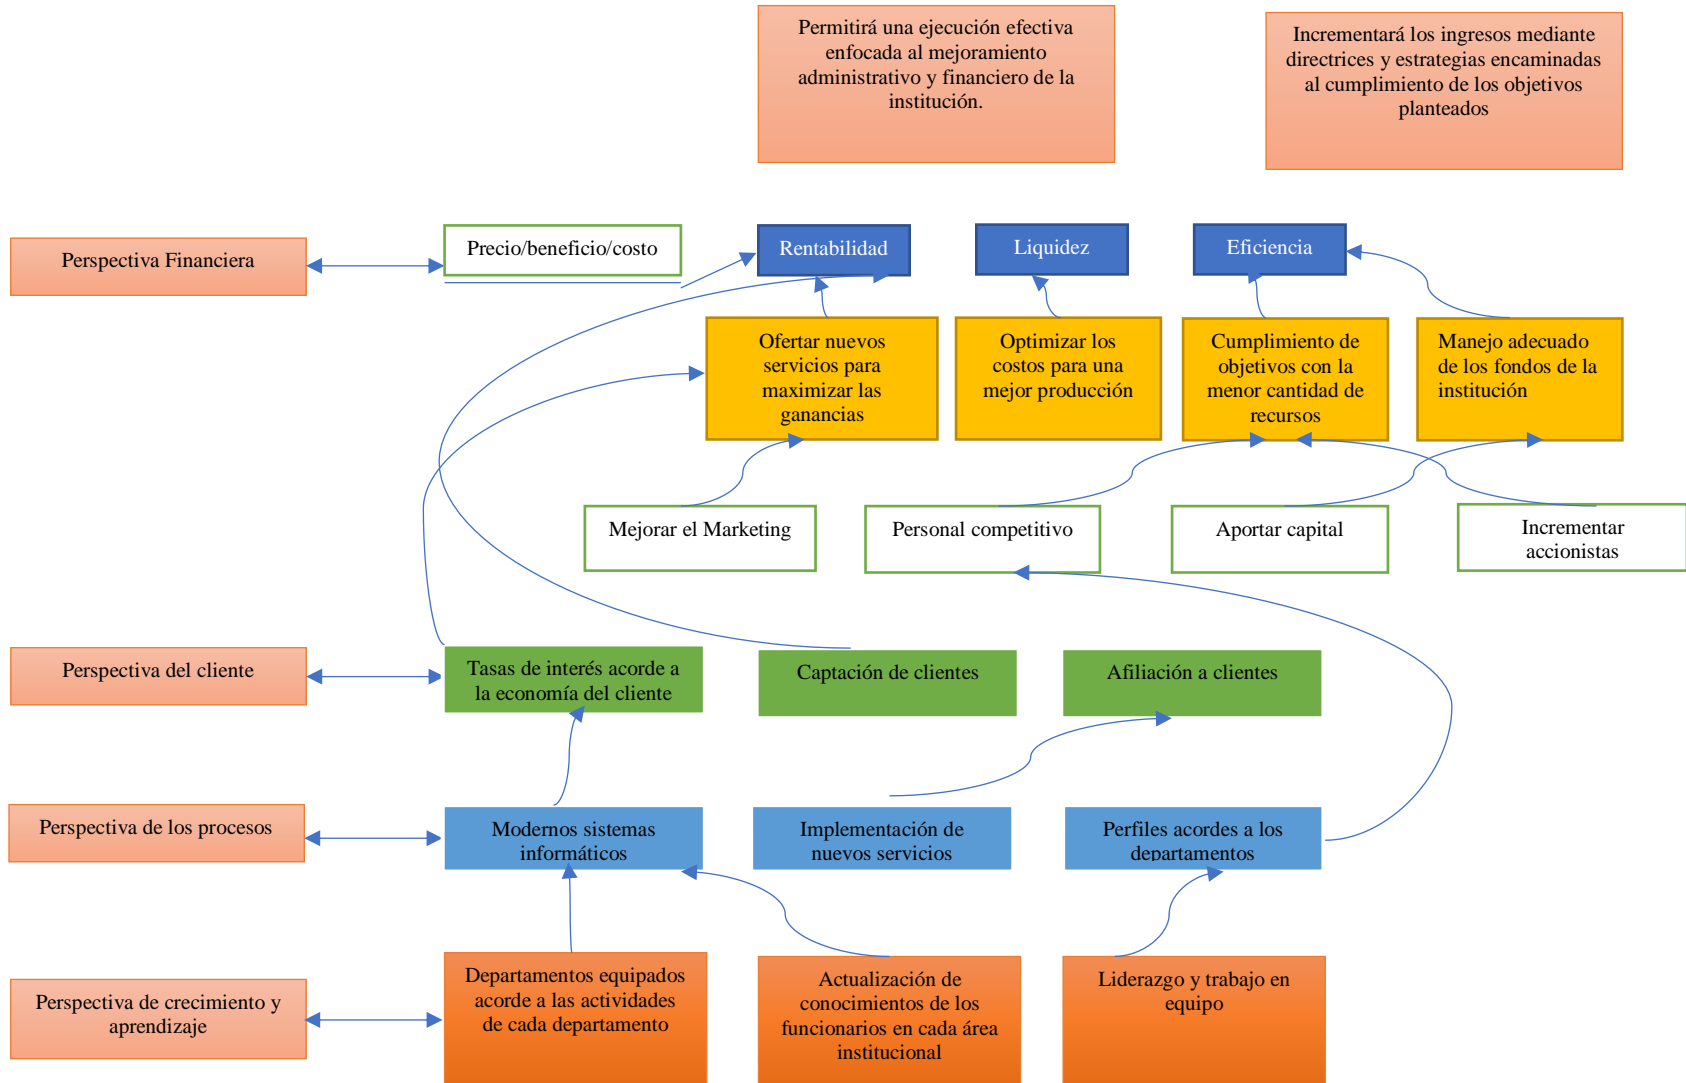 Permitirá una ejecución efectiva
enfocada al mejoramiento
administrativo y financiero de la
institución.
Incrementará los ingresos mediante
directrices y estrategias encaminadas
al cumplimiento de los objetivos
planteados
Perspectiva Financiera
Precio/beneficio/costo
Rentabilidad
Liquidez
Eficiencia
Ofertar nuevos
servicios para
maximizar las
ganancias
Optimizar los
costos para una
mejor producción
Cumplimiento de
objetivos con la
menor cantidad de
recursos
Manejo adecuado
de los fondos de la
institución
Mejorar el Marketing
Personal competitivo
Aportar capital
Incrementar
accionistas
Perspectiva del cliente
Tasas de interés acorde a
la economía del cliente
Captación de clientes
Afiliación a clientes
Perspectiva de los procesos
Modernos sistemas
informáticos
Implementación de
nuevos servicios
Perfiles acordes a los
departamentos
Perspectiva de crecimiento y
aprendizaje
Departamentos equipados
acorde a las actividades
de cada departamento
Actualización de
conocimientos de los
funcionarios en cada área
institucional
Liderazgo y trabajo en
equipo